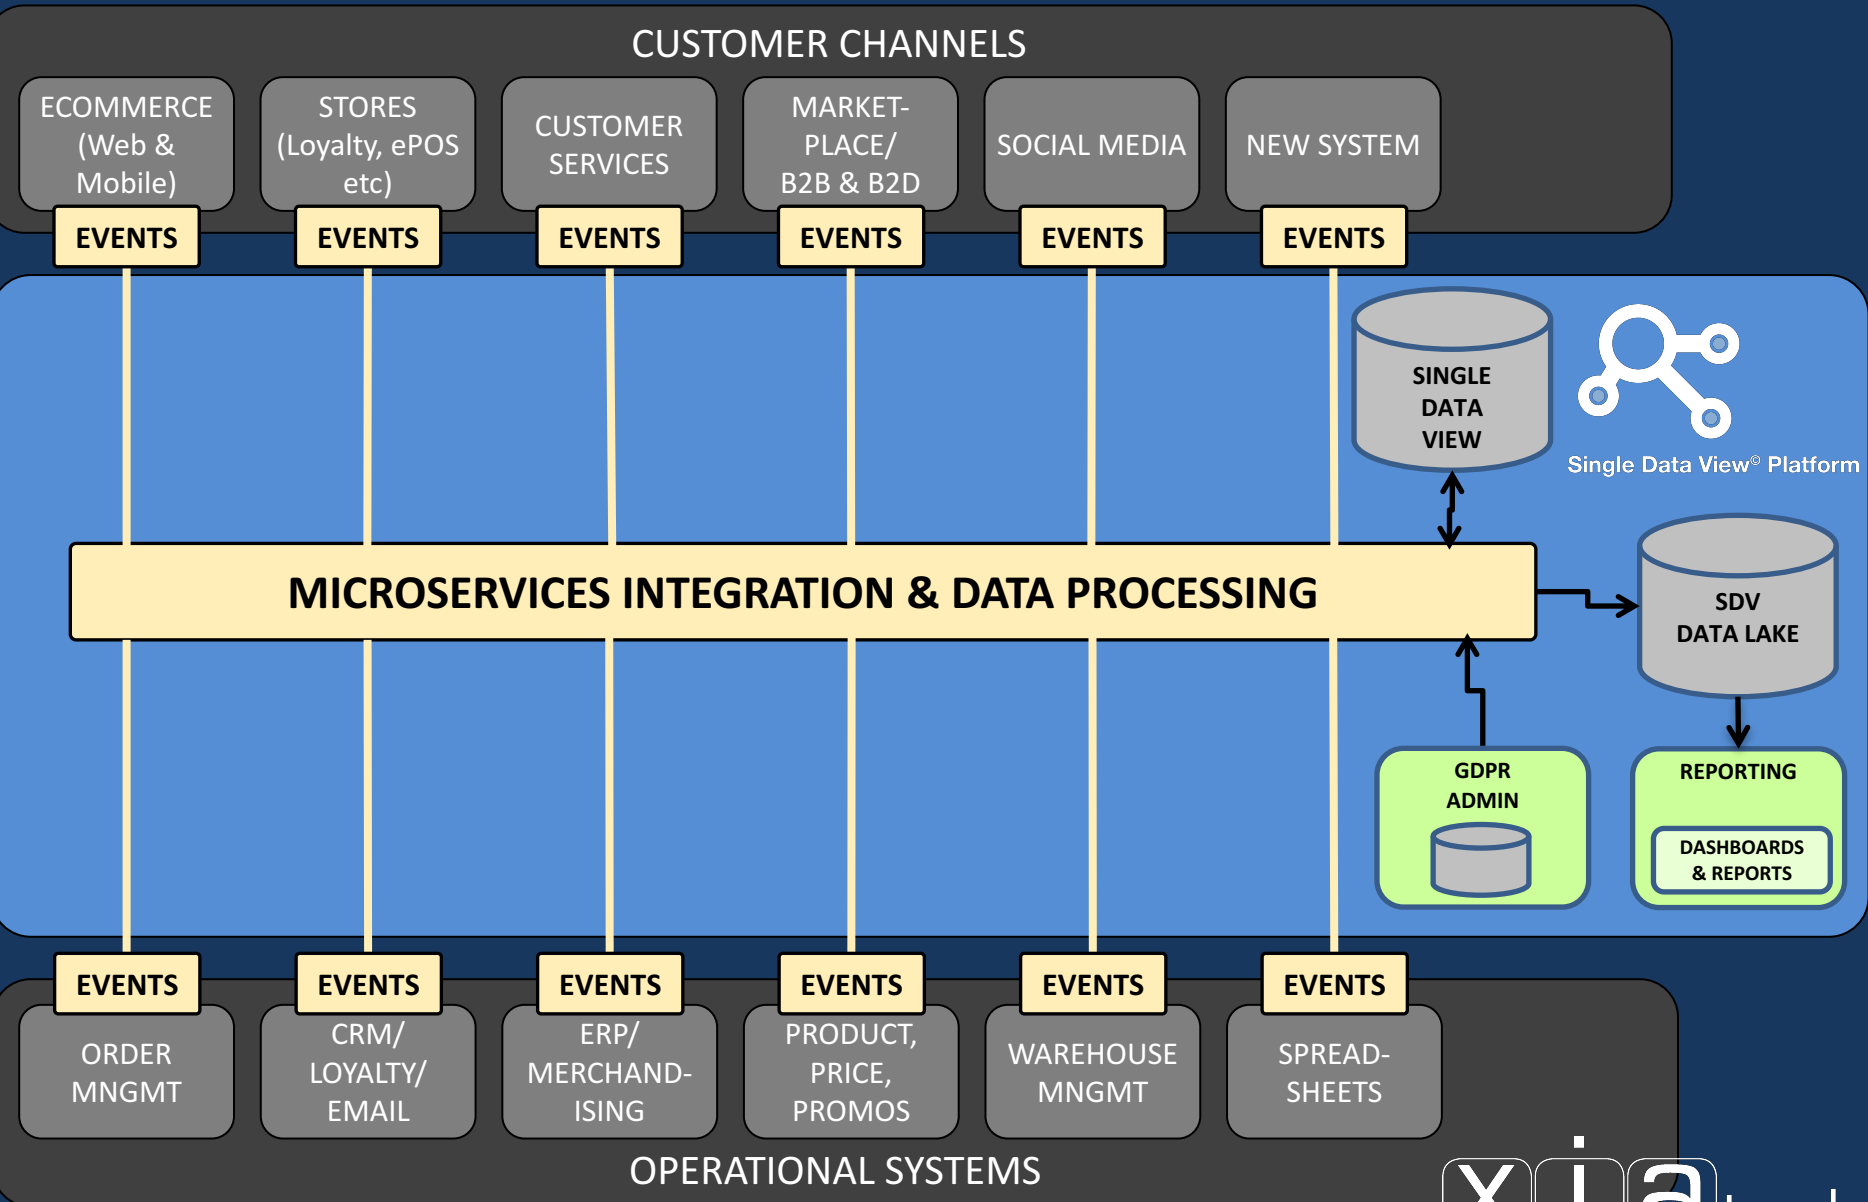 CUSTOMER CHANNELS
ECOMMERCE
(Web &
Mobile)
STORES
(Loyalty, ePOS
etc)
CUSTOMER
SERVICES
MARKET-
PLACE/
B2B & B2D
SOCIAL MEDIA
NEW SYSTEM
EVENTS
EVENTS
EVENTS
EVENTS
EVENTS
EVENTS
SINGLE
DATA
VIEW
Single Data View© Platform
MICROSERVICES INTEGRATION & DATA PROCESSING
SDV
DATA LAKE
GDPR
ADMIN
REPORTING
DASHBOARDS
& REPORTS
EVENTS
EVENTS
EVENTS
EVENTS
EVENTS
EVENTS
ORDER
MNGMT
CRM/
LOYALTY/
EMAIL
ERP/
MERCHAND-
ISING
PRODUCT,
PRICE,
PROMOS
WAREHOUSE
MNGMT
SPREAD-
SHEETS
OPERATIONAL SYSTEMS
xia